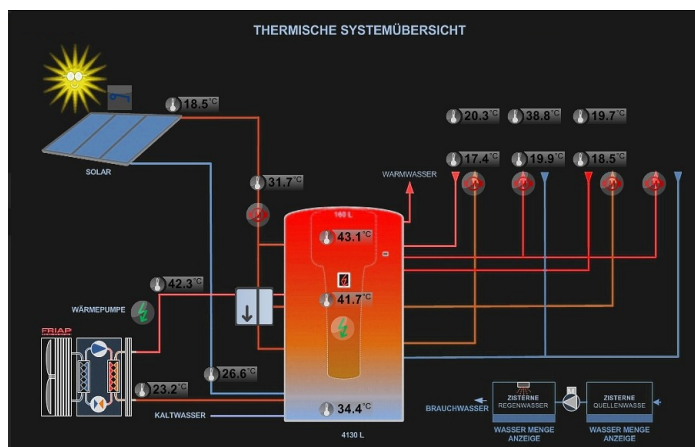 THERMISCHE SYSTEMÜBERSICHT
18.5°C
20.3°C
38.8°C
19.7°C
SOLAR
31.7°C
WARMWASSER
17.4°C
19.9°C
18.5°C
160 L
43.1°C
42.3°C
WÄRMEPUMPE
41.7°C
FRIAP
26.6°C
23.2°C
KALTWASSER
34.4°C
4130 L
BRAUCHWASSER
ZISTERNE
REGENWASSER
ZISTERNE
QUELLENWASSE
WASSER MENGE
ANZEIGE
WASSER MENGE
ANZEIGE